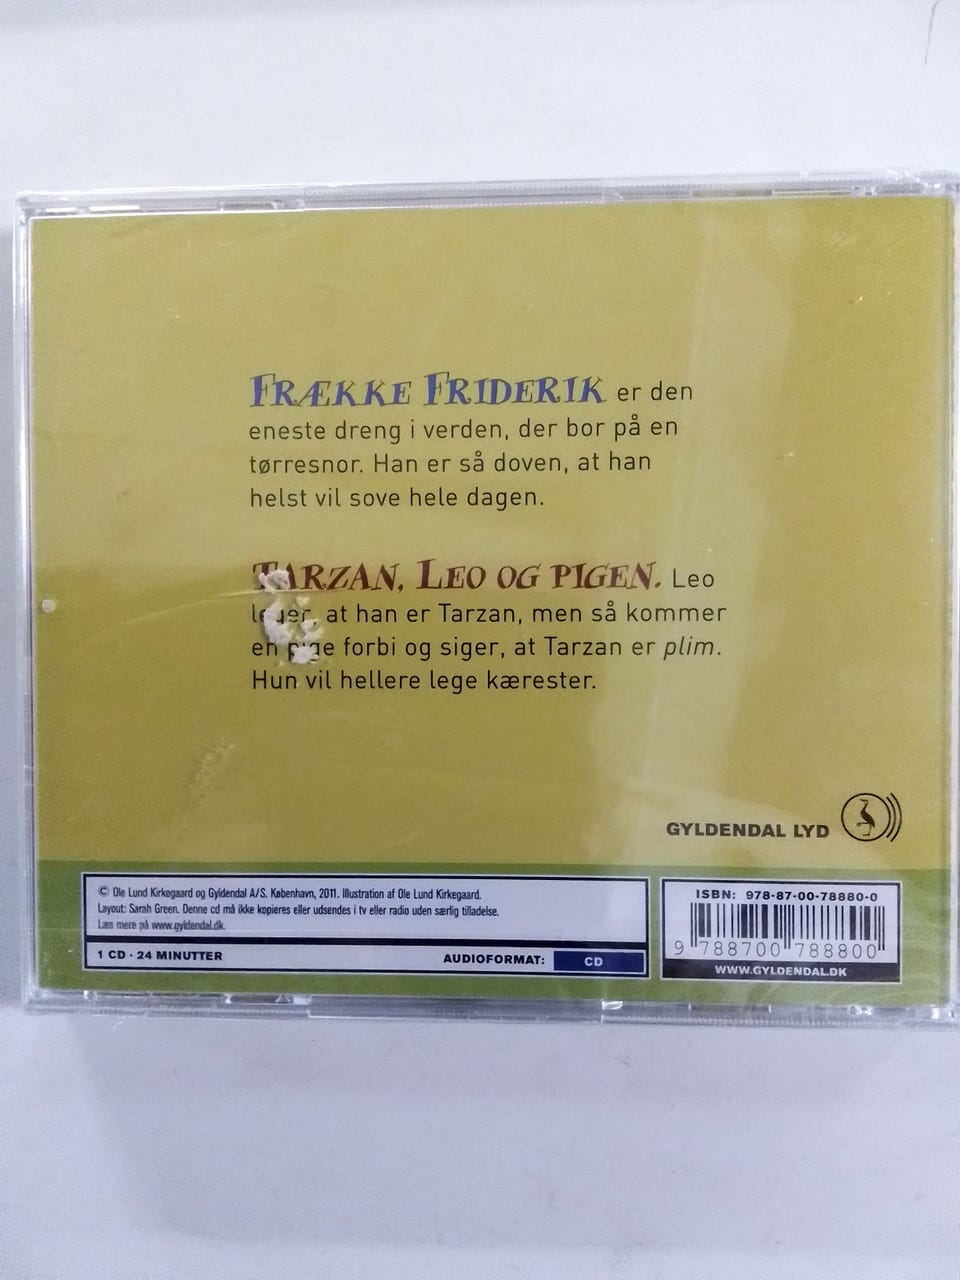 FRÆKKE FRIDERIK er den
eneste dreng i verden, der bor på en
tørresnor. Han er så doven, at han
helst vil sove hele dagen.
TARZAN, LEO OG PIGEN. Leo
leger, at han er Tarzan, men så kommer
en pige forbi og siger, at Tarzan er plim.
Hun vil hellere lege kærester.
GYLDENDAL LYD
© Ole Lund Kirkegaard og Gyldendal A/S. København, 2011. Illustration af Ole Lund Kirkegaard.
Layout: Sarah Green. Denne cd må ikke kopieres eller udsendes i tv eller radio uden særlig tilladelse.
Læs mere på www.gyldendal.dk.
1 CD · 24 MINUTTER
AUDIOFORMAT: CD
ISBN: 978-87-00-78880-0
9 788700 788800
WWW.GYLDENDAL.DK